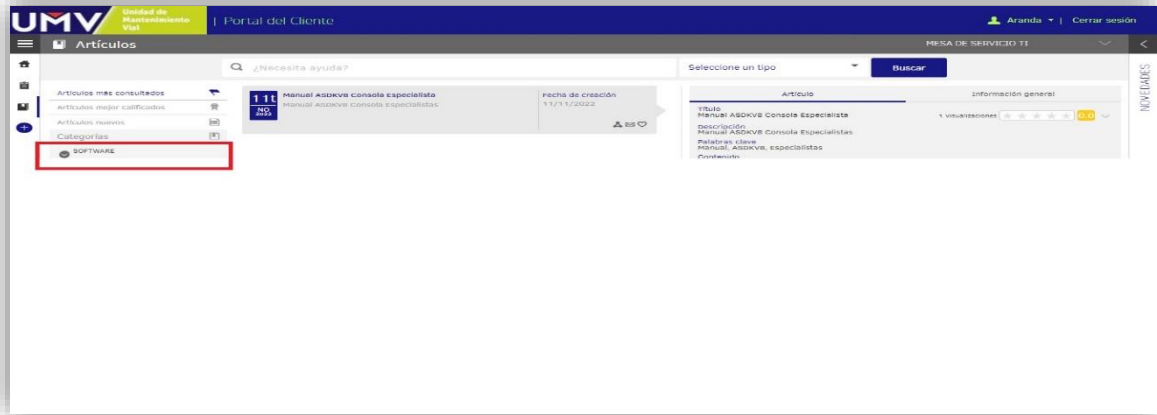 UMV Unidad de
Mantenimiento
Vial
| Portal del Cliente
Aranda | Cerrar sesión
Artículos
MESA DE SERVICIO TI
NOVEDADES
¿Necesita ayuda?
Seleccione un tipo
Buscar
Artículos más consultados
Artículos mejor calificados
Artículos nuevos
Categorías
SOFTWARE
11t
NO.
2022
Manual ASDKV8 Consola Especialista
Manual ASDKV8 Consola Especialistas
Fecha de creación
11/11/2022
Artículo
Información general
Título
Manual ASDKV8 Consola Especialista
1 visualizaciones
0.0
Descripción
Manual ASDKV8 Consola Especialistas
Palabras clave
Manual, ASDKV8, Especialistas
Contenido